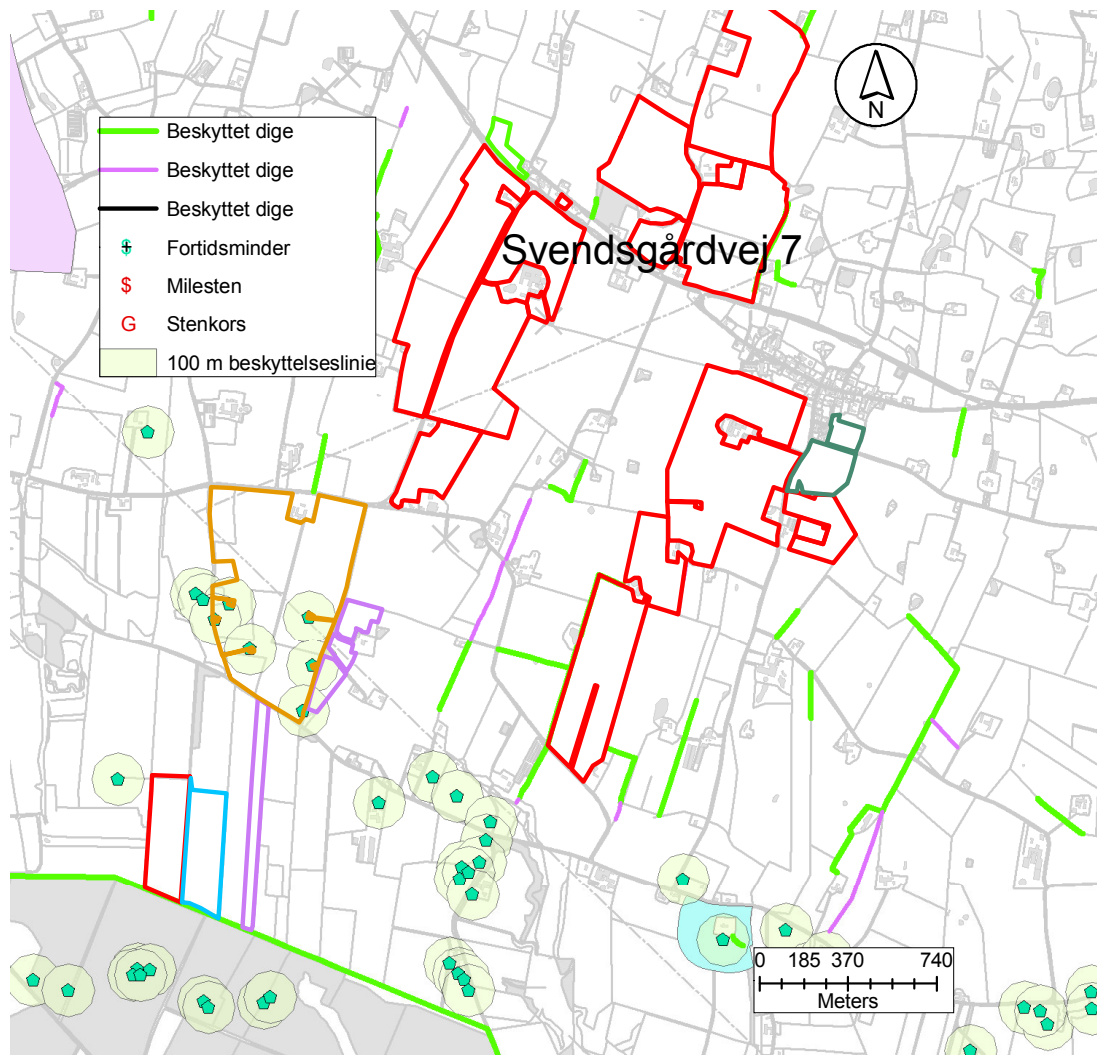 N
Beskyttet dige
Beskyttet dige
Beskyttet dige
Fortidsminder
$ Milesten
G Stenkors
100 m beskyttelseslinie
Svendsgårdvej 7
0 185 370 740
Meters